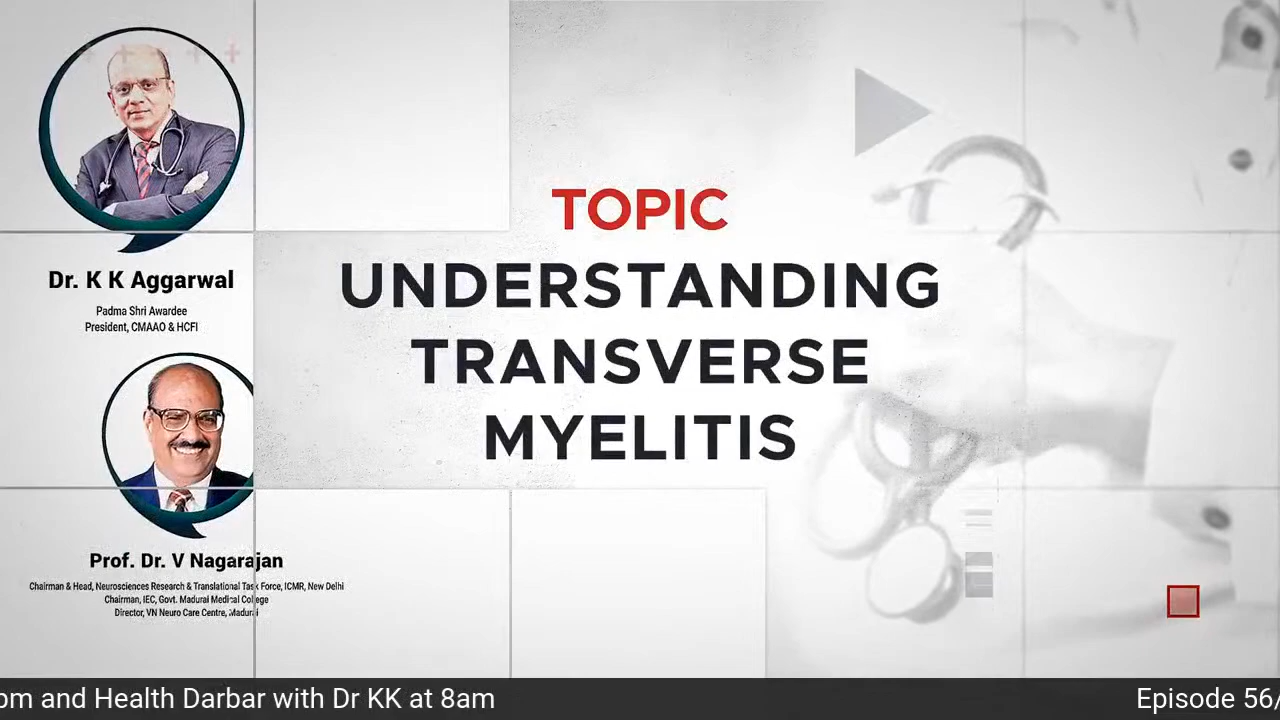 Dr. K K Aggarwal
Padma Shri Awardee
President, CMAAO & HCFI
Prof. Dr. V Nagarajan
Chairman & Head, Neurosciences Research & Translational Task Force, ICMR, New Delhi
Chairman, IEC, Govt. Madurai Medical College
Director, VN Neuro Care Centre, Madurai
TOPIC
UNDERSTANDING
TRANSVERSE
MYELITIS
pm and Health Darbar with Dr KK at 8am
Episode 56/